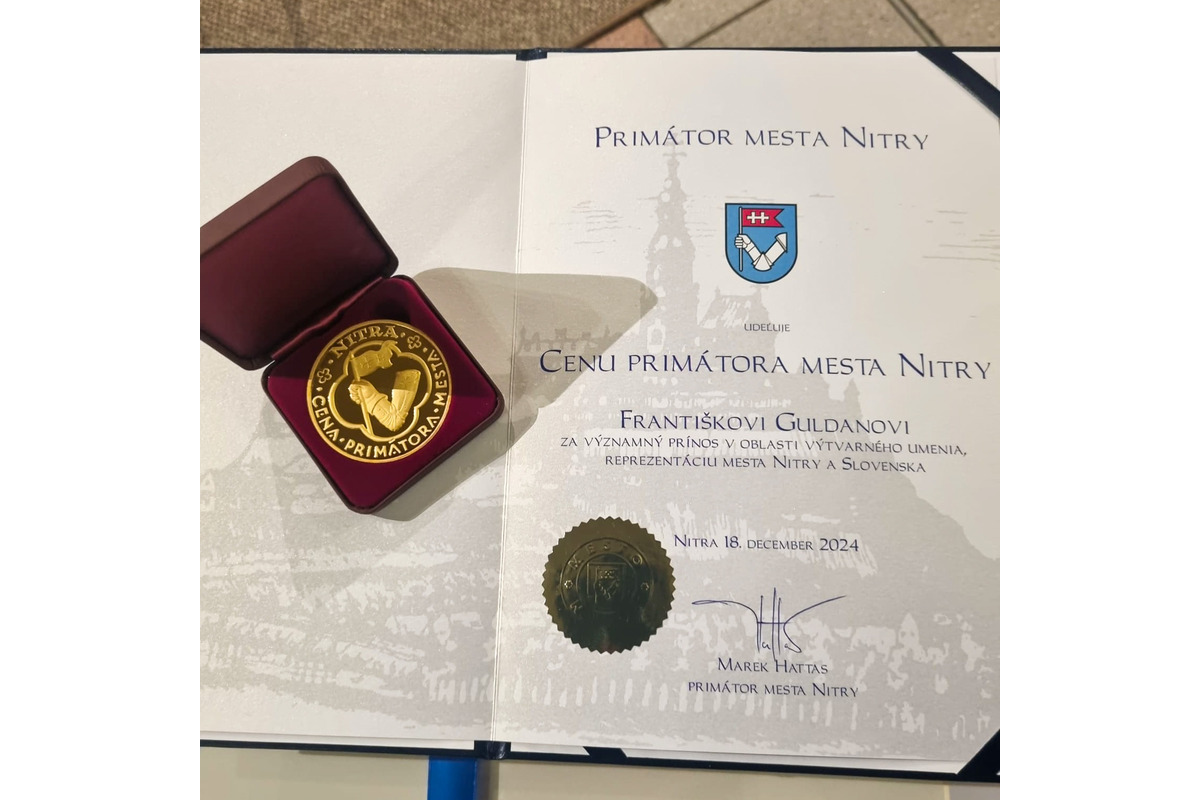 NITRA
CENA PRIMÁTORA MESTA
PRIMÁTOR MESTA NITRY
UDEĽUJE
CENU PRIMÁTORA MESTA NITRY
FRANTIŠKOVI GULDANOVI
ZA VÝZNAMNÝ PRÍNOS V OBLASTI VÝTVARNÉHO UMENIA,
REPREZENTÁCIU MESTA NITRY A SLOVENSKA
NITRA 18. DECEMBER 2024
MESTO
MAREK HATTAS
PRIMÁTOR MESTA NITRY